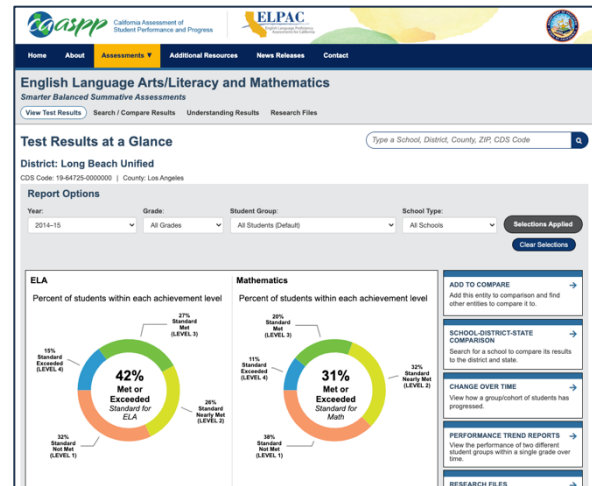 caaspp California Assessment of
Student Performance and Progress
ELPAC
English Language Proficiency
Assessments for California
Home About Assessments ▼ Additional Resources News Releases Contact
English Language Arts/Literacy and Mathematics
Smarter Balanced Summative Assessments
View Test Results Search / Compare Results Understanding Results Research Files
Test Results at a Glance
Type a School, District, County, ZIP, CDS Code
District: Long Beach Unified
CDS Code: 19-64725-0000000 | County: Los Angeles
Report Options
Year: Grade: Student Group: School Type:
2014–15 All Grades All Students (Default) All Schools Selections Applied
Clear Selections
ELA
Percent of students within each achievement level
27%
Standard
Met
(LEVEL 3)
15%
Standard
Exceeded
(LEVEL 4)
42%
Met or
Exceeded
Standard for
ELA
26%
Standard
Nearly Met
(LEVEL 2)
32%
Standard
Not Met
(LEVEL 1)
Mathematics
Percent of students within each achievement level
20%
Standard
Met
(LEVEL 3)
11%
Standard
Exceeded
(LEVEL 4)
31%
Met or
Exceeded
Standard for
Math
32%
Standard
Nearly Met
(LEVEL 2)
38%
Standard
Not Met
(LEVEL 1)
ADD TO COMPARE →
Add this entity to comparison and find
other entities to compare it to.
SCHOOL-DISTRICT-STATE →
COMPARISON
Search for a school to compare its results
to the district and state.
CHANGE OVER TIME →
View how a group/cohort of students has
progressed.
PERFORMANCE TREND REPORTS →
View the performance of two different
student groups within a single grade over
time.
RESEARCH FILES →